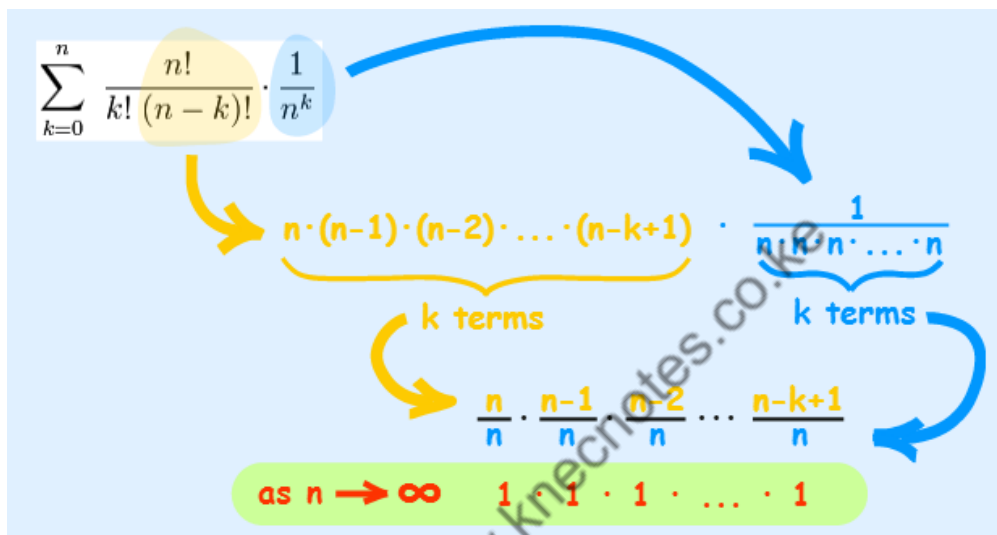 n∑k=0 n!/k! (n − k)! · 1/n^k
n·(n-1)·(n-2)·...·(n-k+1) · 1/n·n·n·...·n
k terms k terms
n/n · n-1/n · n-2/n ... n-k+1/n
as n → ∞ 1 · 1 · 1 · ... · 1
.knecnotes.co.ke